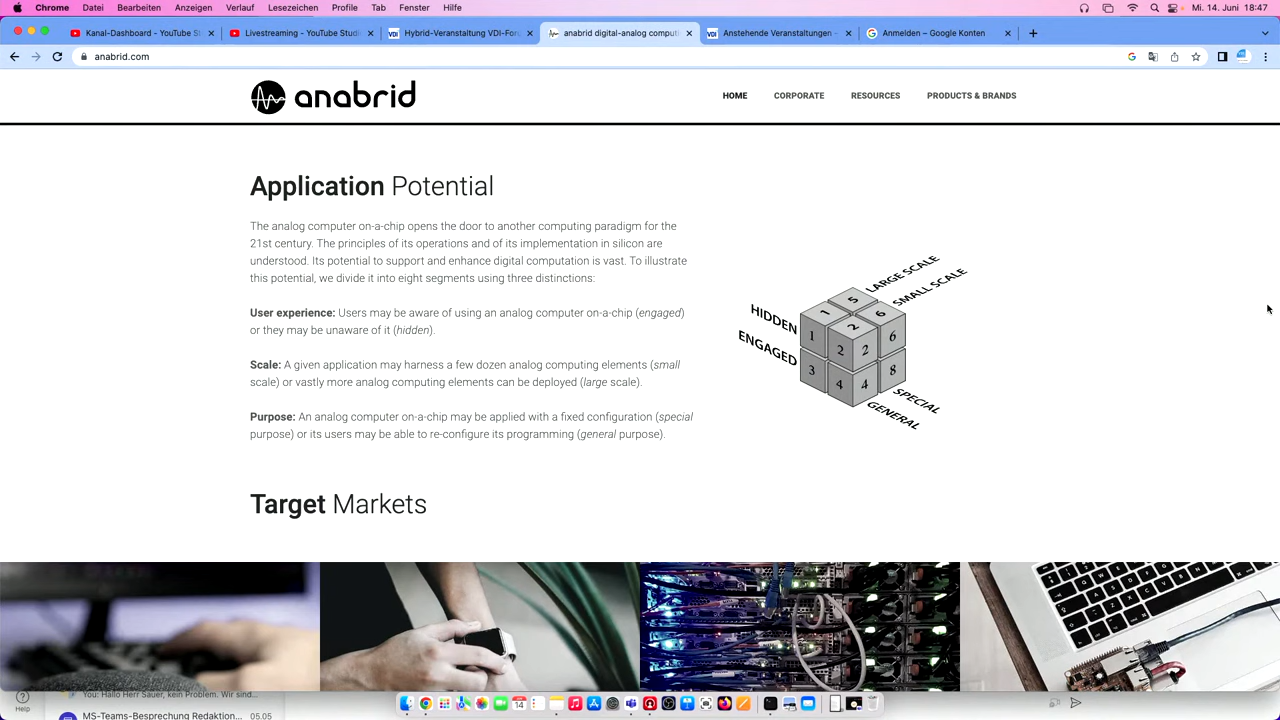 Chrome Datei Bearbeiten Anzeigen Verlauf Lesezeichen Profile Tab Fenster Hilfe Mi. 14. Juni 18:47
Kanal-Dashboard - YouTube S Livestreaming - YouTube Studi Hybrid-Veranstaltung VDI-For anabrid digital-analog computi Anstehende Veranstaltungen - Anmelden – Google Konten
anabrid.com
anabrid
HOME CORPORATE RESOURCES PRODUCTS & BRANDS
Application Potential
The analog computer on-a-chip opens the door to another computing paradigm for the
21st century. The principles of its operations and of its implementation in silicon are
understood. Its potential to support and enhance digital computation is vast. To illustrate
this potential, we divide it into eight segments using three distinctions:
User experience: Users may be aware of using an analog computer on-a-chip (engaged)
or they may be unaware of it (hidden).
Scale: A given application may harness a few dozen analog computing elements (small
scale) or vastly more analog computing elements can be deployed (large scale).
Purpose: An analog computer on-a-chip may be applied with a fixed configuration (special
purpose) or its users may be able to re-configure its programming (general purpose).
LARGE SCALE
SMALL SCALE
HIDDEN
ENGAGED
5
1 6
2
1 2 2 6
3 4 4 8
SPECIAL
GENERAL
Target Markets
You: Hallo Herr Sauer, kein Problem. Wir sind...
Help
MS-Teams-Besprechung Redaktion... 05.05